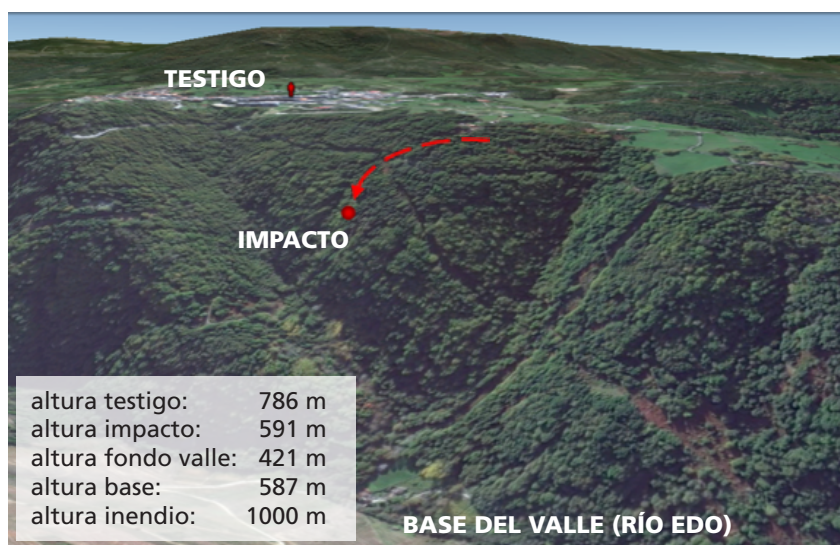 TESTIGO
IMPACTO
altura testigo: 786 m
altura impacto: 591 m
altura fondo valle: 421 m
altura base: 587 m
altura inendio: 1000 m
BASE DEL VALLE (RÍO EDO)